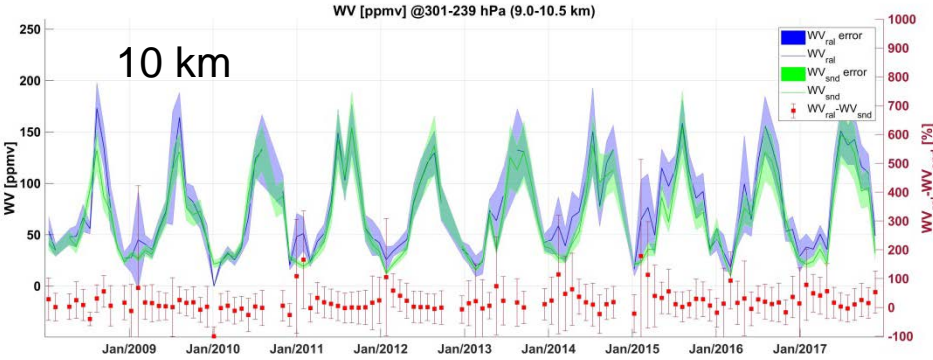 WV [ppmv] @301-239 hPa (9.0-10.5 km)
10 km
WV [ppmv]
250
200
150
100
50
0
1000
900
800
700
600
500
400
300
200
100
0
-100
WVral error
WVral
WVsnd error
WVsnd
WVral-WVsnd
Jan/2009 Jan/2010 Jan/2011 Jan/2012 Jan/2013 Jan/2014 Jan/2015 Jan/2016 Jan/2017